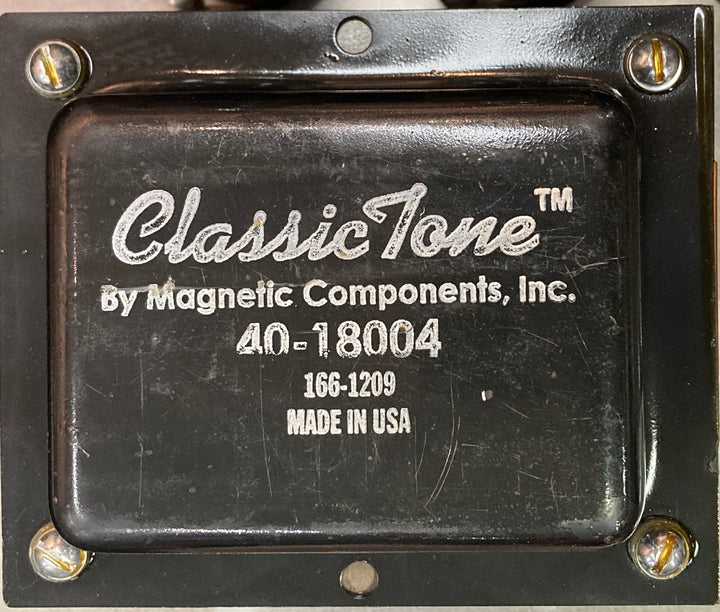 ClassicTone™
By Magnetic Components, Inc.
40-18004
166-1209
MADE IN USA